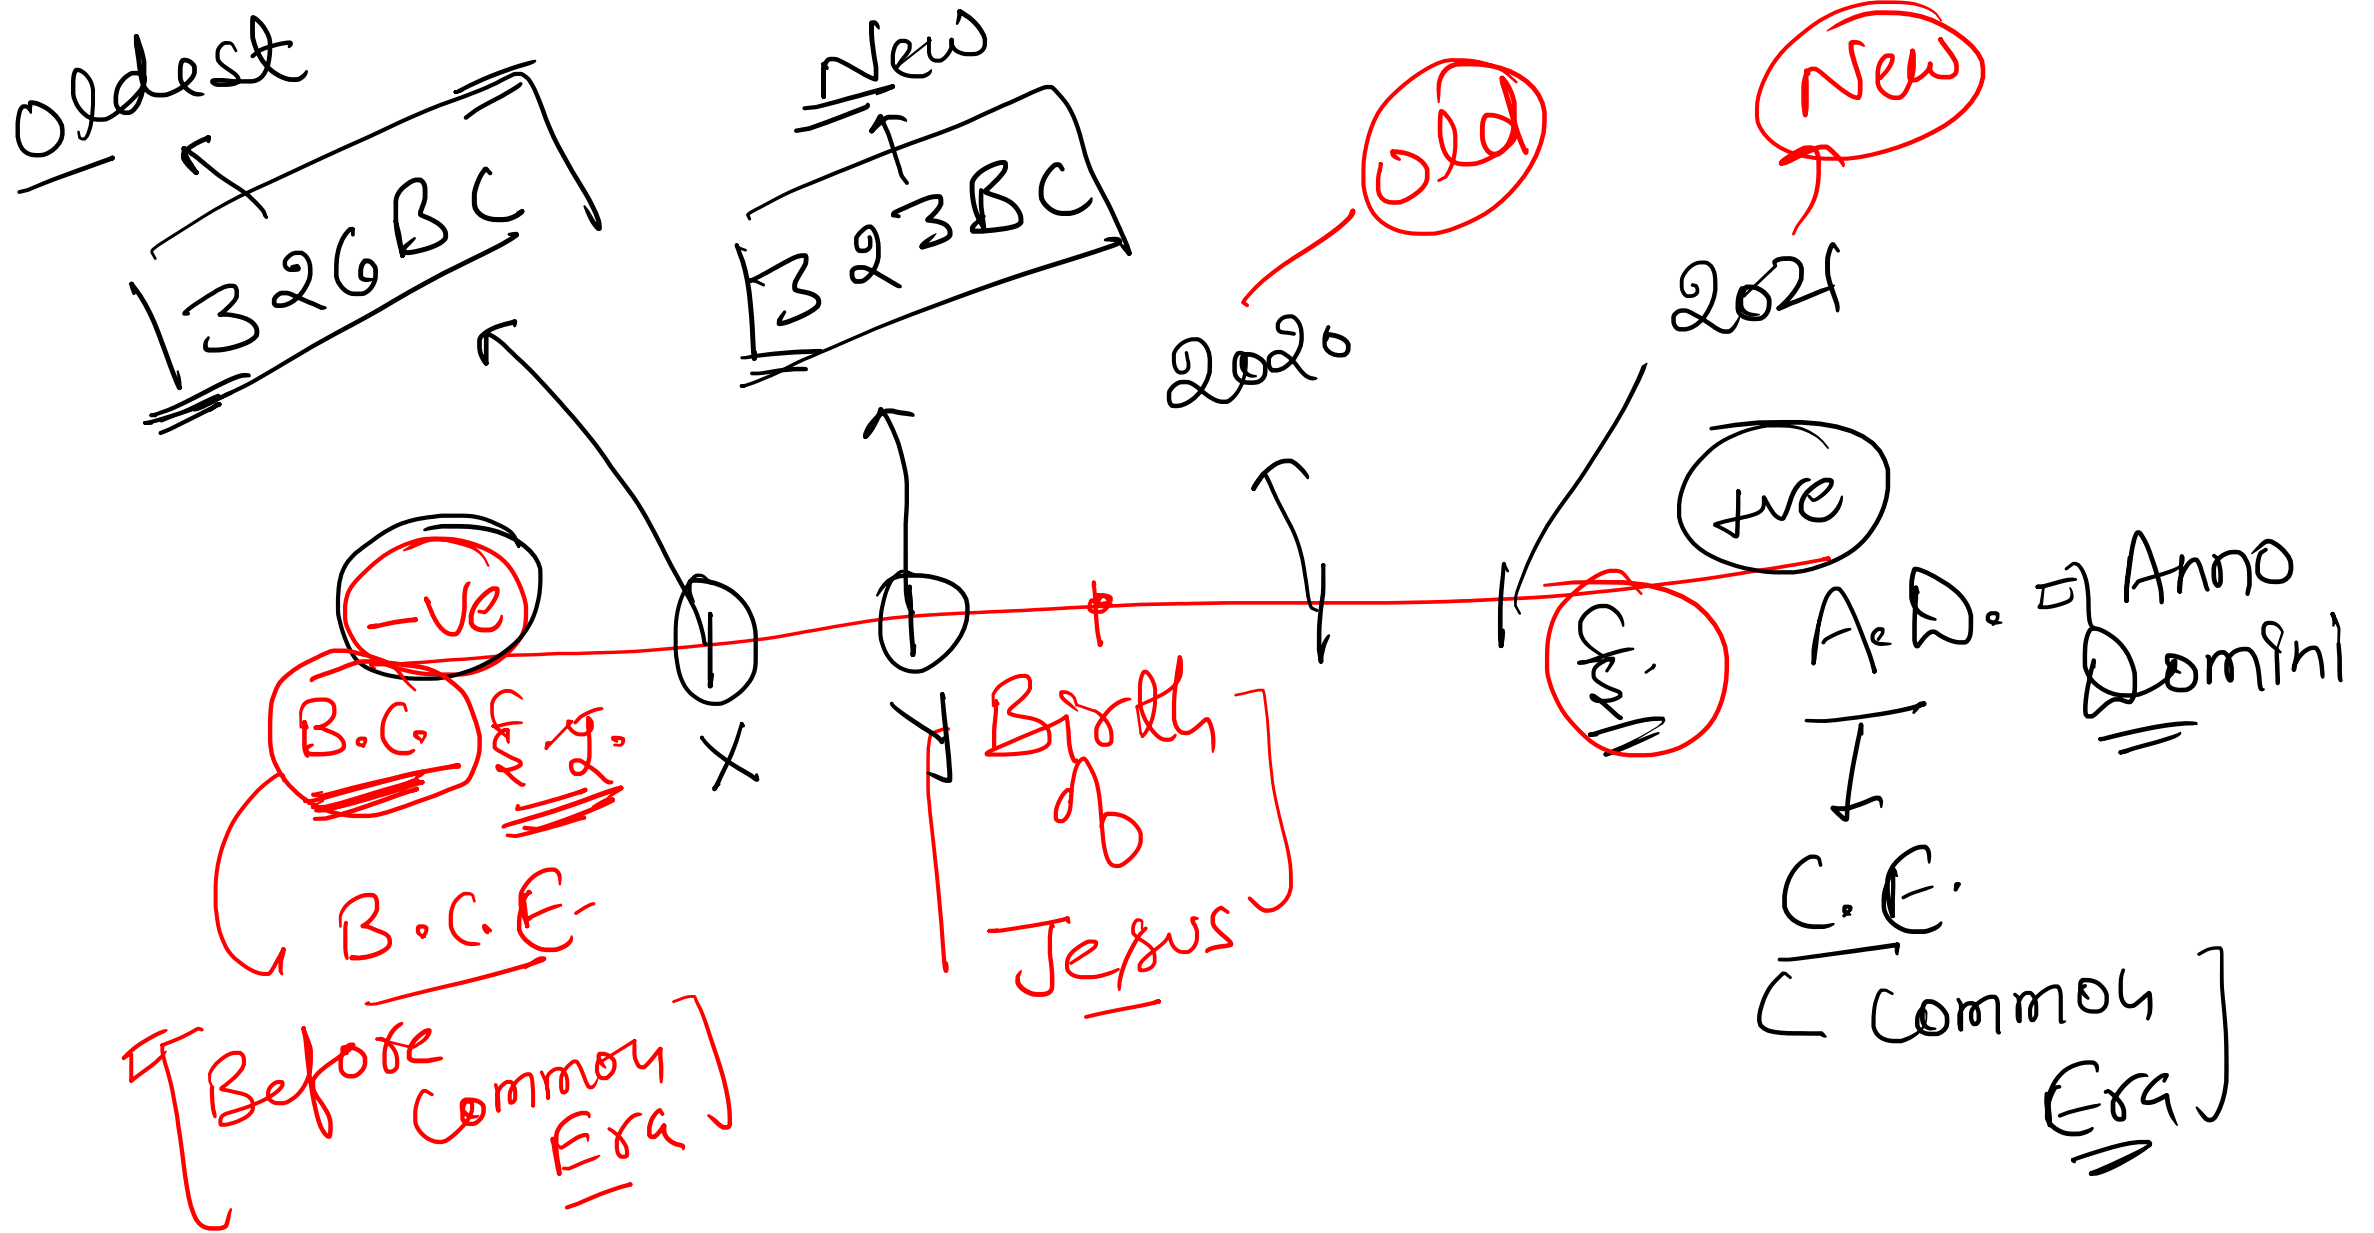 oldest
New
old
New
326 BC
323 BC
2020
2021
-ve
+ve
B.C.
ई.पू.
X
Y
Birth
of
Jesus
ई.
A.D. =
Anno
Domini
B.C.E.
C.E.
[Before
Common
Era]
[Common
Era]